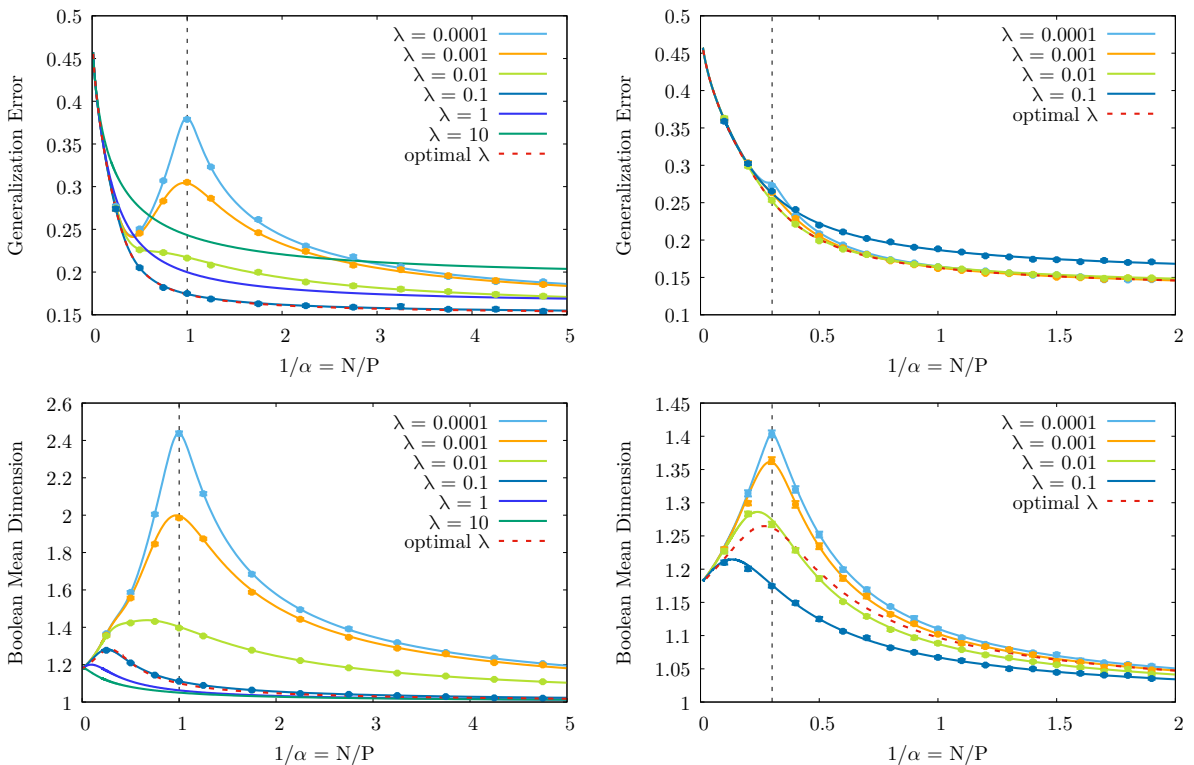 Generalization Error
0.5
0.45
0.4
0.35
0.3
0.25
0.2
0.15
0
1
2
3
4
5
1/α = N/P
λ = 0.0001
λ = 0.001
λ = 0.01
λ = 0.1
λ = 1
λ = 10
optimal λ
Generalization Error
0.5
0.45
0.4
0.35
0.3
0.25
0.2
0.15
0.1
0
0.5
1
1.5
2
1/α = N/P
λ = 0.0001
λ = 0.001
λ = 0.01
λ = 0.1
optimal λ
Boolean Mean Dimension
2.6
2.4
2.2
2
1.8
1.6
1.4
1.2
1
0
1
2
3
4
5
1/α = N/P
λ = 0.0001
λ = 0.001
λ = 0.01
λ = 0.1
λ = 1
λ = 10
optimal λ
Boolean Mean Dimension
1.45
1.4
1.35
1.3
1.25
1.2
1.15
1.1
1.05
1
0
0.5
1
1.5
2
1/α = N/P
λ = 0.0001
λ = 0.001
λ = 0.01
λ = 0.1
optimal λ